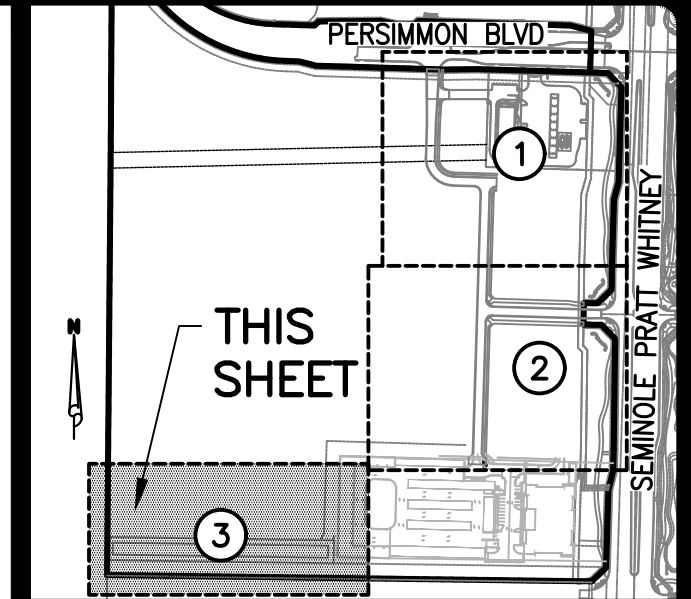 PERSIMMON BLVD
1
SEMINOLE PRATT WHITNEY
THIS
SHEET
N
2
3